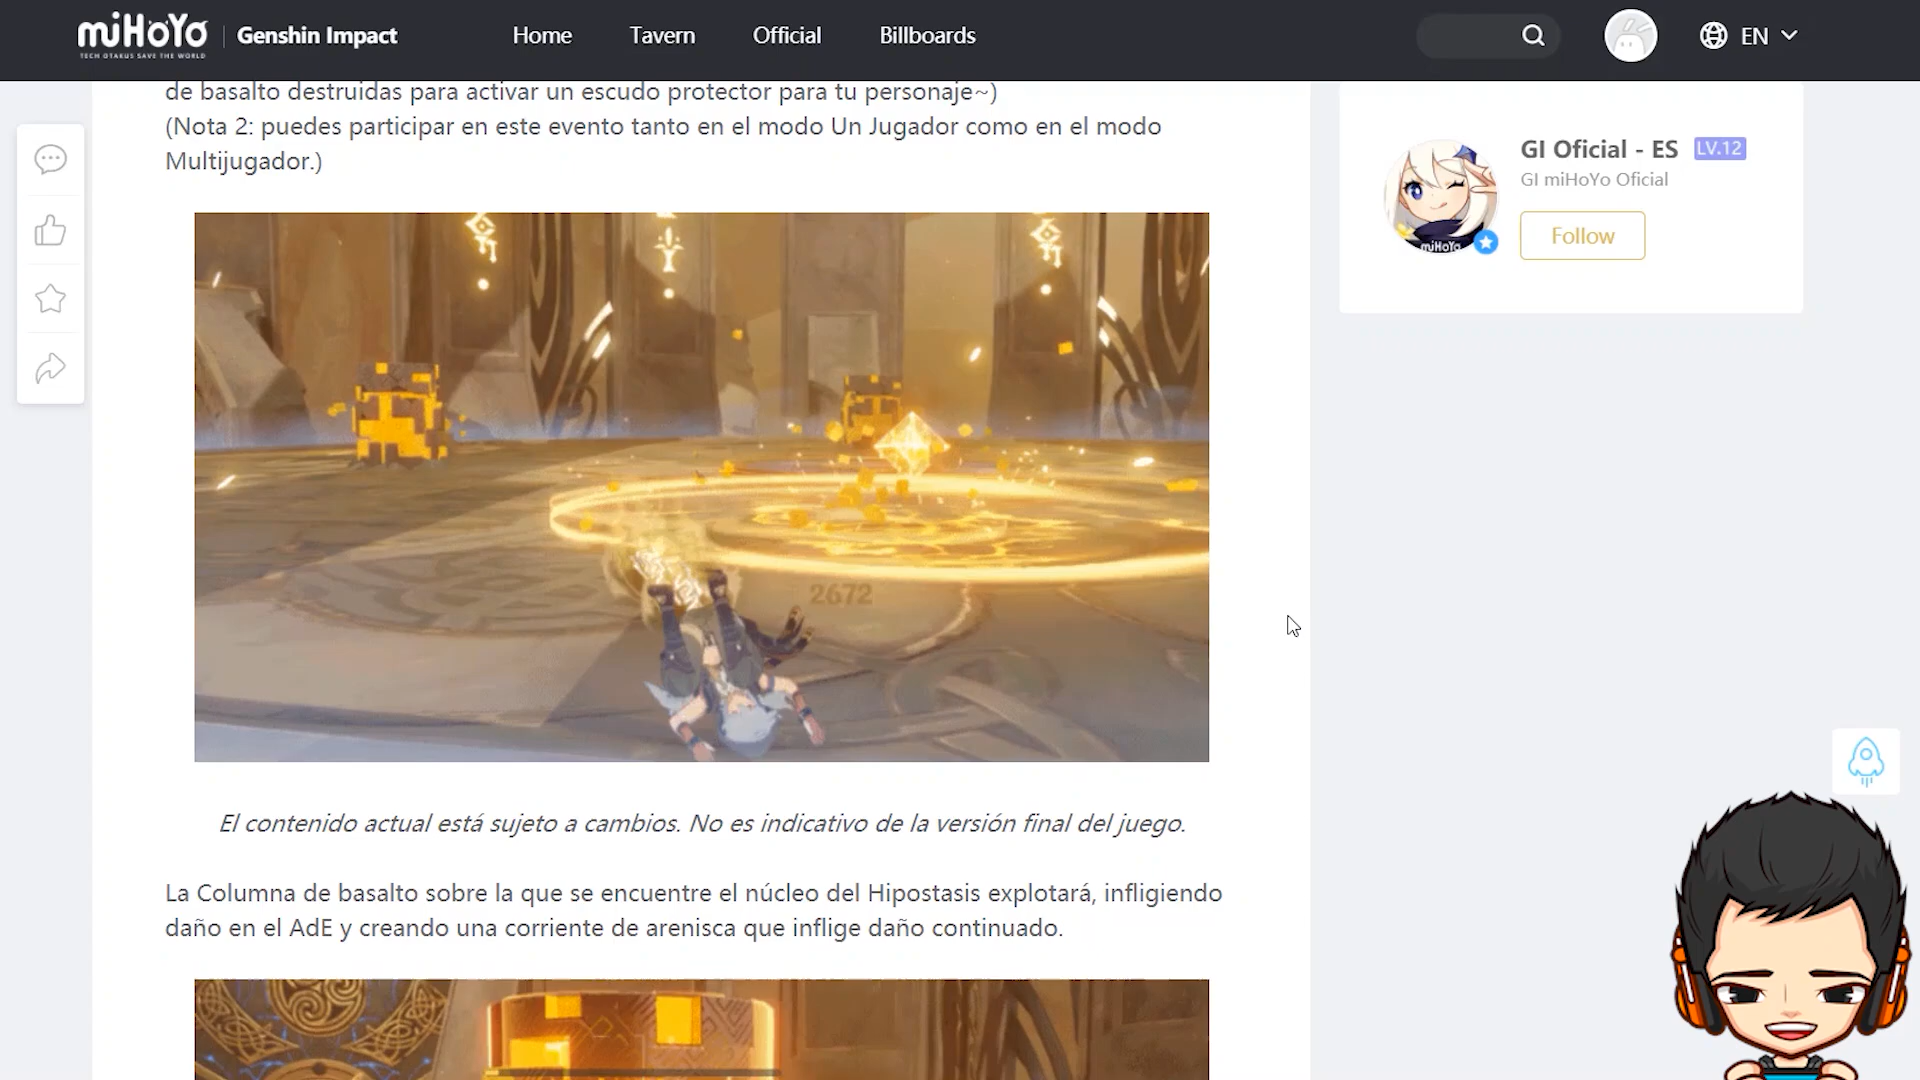 miHoYo
TECH OTAKUS SAVE THE WORLD
Genshin Impact
Home
Tavern
Official
Billboards
EN
de basalto destruidas para activar un escudo protector para tu personaje~)
(Nota 2: puedes participar en este evento tanto en el modo Un Jugador como en el modo
Multijugador.)
GI Oficial - ES
LV.12
GI miHoYo Oficial
miHoYo
Follow
2672
El contenido actual está sujeto a cambios. No es indicativo de la versión final del juego.
La Columna de basalto sobre la que se encuentre el núcleo del Hipostasis explotará, infligiendo
daño en el AdE y creando una corriente de arenisca que inflige daño continuado.